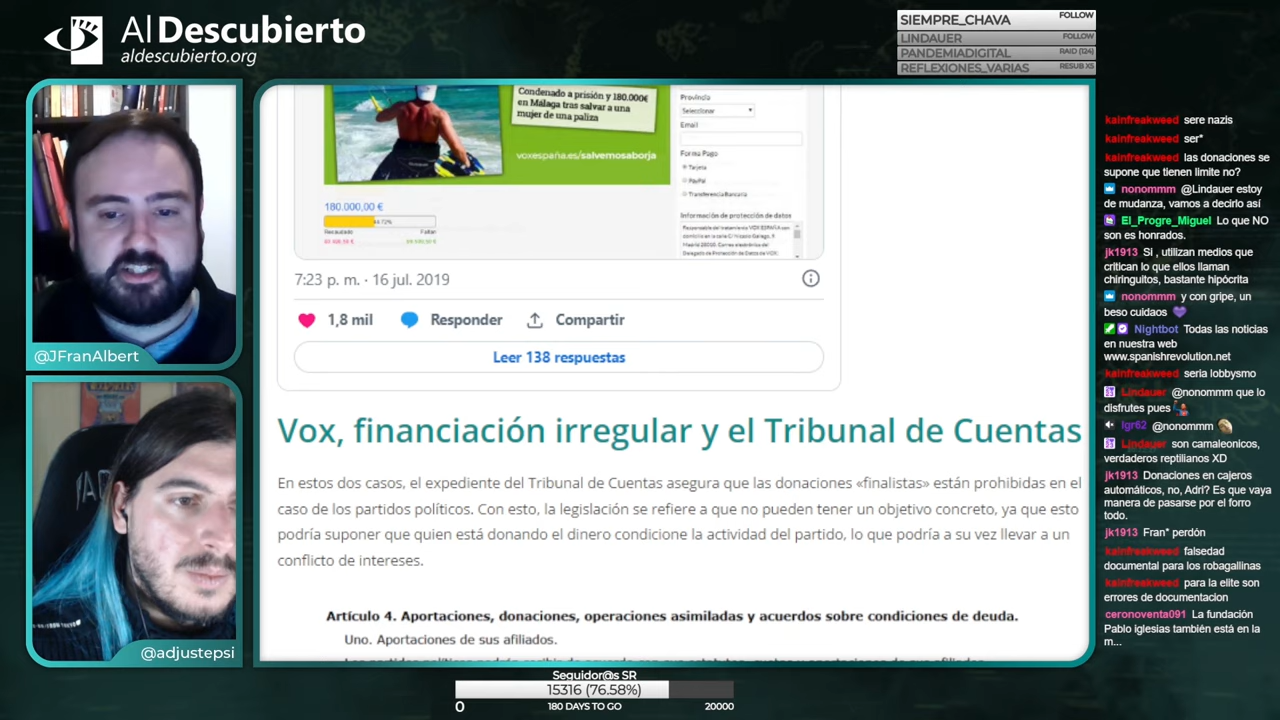 Al Descubierto
aldescubierto.org
SIEMPRE_CHAVA FOLLOW
LINDAUER FOLLOW
PANDEMIADIGITAL RAID (124)
REFLEXIONES_VARIAS RESUB X5
@JFranAlbert
@adjustepsi
Condenado a prisión y 180.000€
en Málaga tras salvar a una
mujer de una paliza
voxespaña.es/salvemosaborja
180.000,00 €
Recaudado Faltan
Provincia
Seleccionar
Email
Forma Pago
Tarjeta
PayPal
Transferencia Bancaria
Información de protección de datos
Responsable del tratamiento VOX ESPAÑA con
7:23 p. m. · 16 jul. 2019
1,8 mil Responder Compartir
Leer 138 respuestas
Vox, financiación irregular y el Tribunal de Cuentas
En estos dos casos, el expediente del Tribunal de Cuentas asegura que las donaciones «finalistas» están prohibidas en el
caso de los partidos políticos. Con esto, la legislación se refiere a que no pueden tener un objetivo concreto, ya que esto
podría suponer que quien está donando el dinero condicione la actividad del partido, lo que podría a su vez llevar a un
conflicto de intereses.
Artículo 4. Aportaciones, donaciones, operaciones asimiladas y acuerdos sobre condiciones de deuda.
Uno. Aportaciones de sus afiliados.
kainfreakweed sere nazis
kainfreakweed ser*
kainfreakweed las donaciones se
supone que tienen limite no?
nonommm @Lindauer estoy
de mudanza, vamos a decirlo así
El_Progre_Miguel Lo que NO
son es honrados.
jk1913 Si , utilizan medios que
critican lo que ellos llaman
chiringuitos, bastante hipócrita
nonommm y con gripe, un
beso cuidaos
Nightbot Todas las noticias
en nuestra web
www.spanishrevolution.net
kainfreakweed seria lobbysmo
Lindauer @nonommm que lo
disfrutes pues
igr62 @nonommm
Lindauer son camaleonicos,
verdaderos reptilianos XD
jk1913 Donaciones en cajeros
automáticos, no, Adri? Es que vaya
manera de pasarse por el forro
todo.
jk1913 Fran* perdón
kainfreakweed falsedad
documental para los robagallinas
kainfreakweed para la elite son
errores de documentacion
ceronoventa091 La fundación
Pablo iglesias también está en la
m...
Seguidor@s SR
15316 (76.58%)
0 180 DAYS TO GO 20000